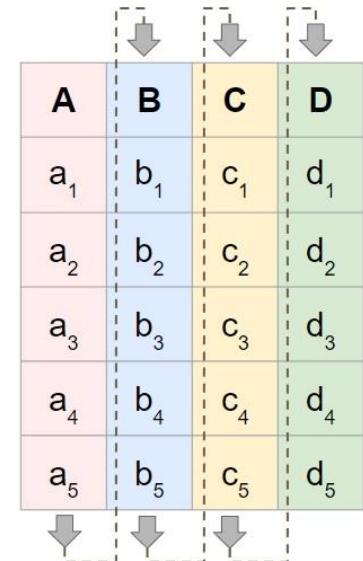 A B C D
a₁ b₁ c₁ d₁
a₂ b₂ c₂ d₂
a₃ b₃ c₃ d₃
a₄ b₄ c₄ d₄
a₅ b₅ c₅ d₅